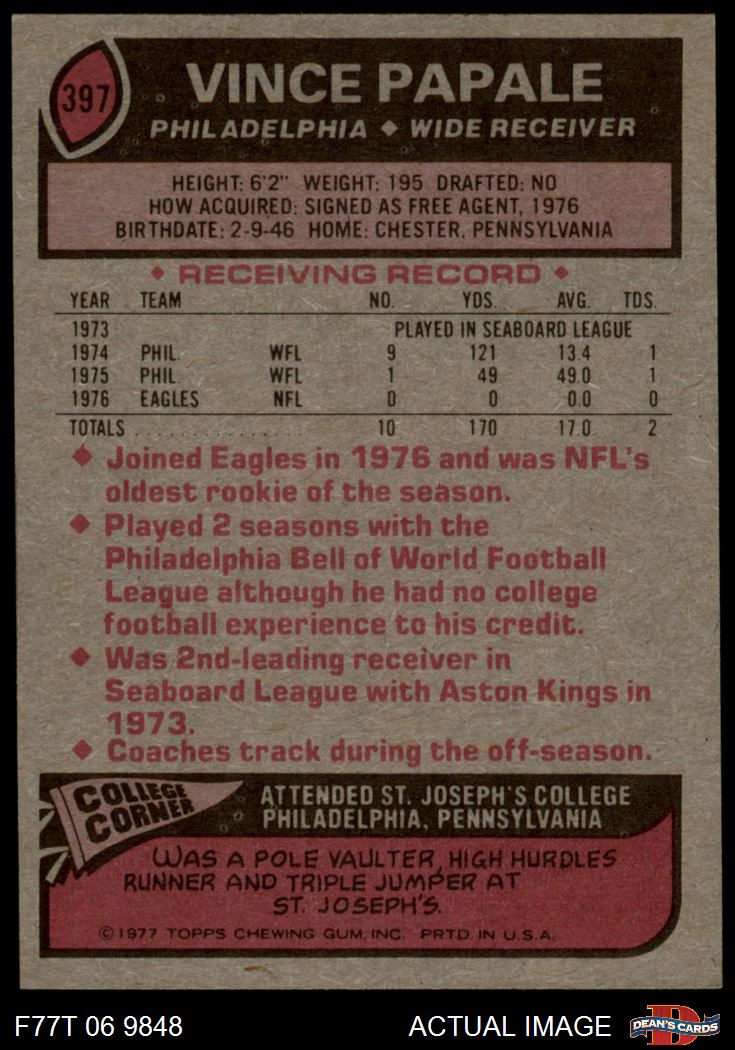 397
VINCE PAPALE
PHILADELPHIA ◆ WIDE RECEIVER
HEIGHT: 6'2" WEIGHT: 195 DRAFTED: NO
HOW ACQUIRED: SIGNED AS FREE AGENT, 1976
BIRTHDATE: 2-9-46 HOME: CHESTER, PENNSYLVANIA
◆ RECEIVING RECORD ◆
YEAR TEAM NO. YDS. AVG. TDS.
1973 PLAYED IN SEABOARD LEAGUE
1974 PHIL. WFL 9 121 13.4 1
1975 PHIL. WFL 1 49 49.0 1
1976 EAGLES NFL 0 0 0.0 0
TOTALS . . . . . . . . . . . . . . . . 10 170 17.0 2
◆ Joined Eagles in 1976 and was NFL's
oldest rookie of the season.
◆ Played 2 seasons with the
Philadelphia Bell of World Football
League although he had no college
football experience to his credit.
◆ Was 2nd-leading receiver in
Seaboard League with Aston Kings in
1973.
◆ Coaches track during the off-season.
COLLEGE
CORNER
ATTENDED ST. JOSEPH'S COLLEGE
PHILADELPHIA, PENNSYLVANIA
WAS A POLE VAULTER, HIGH HURDLES
RUNNER AND TRIPLE JUMPER AT
ST. JOSEPH'S.
©1977 TOPPS CHEWING GUM, INC. PRTD. IN U.S.A.
F77T 06 9848 ACTUAL IMAGE
D
DEAN'S CARDS